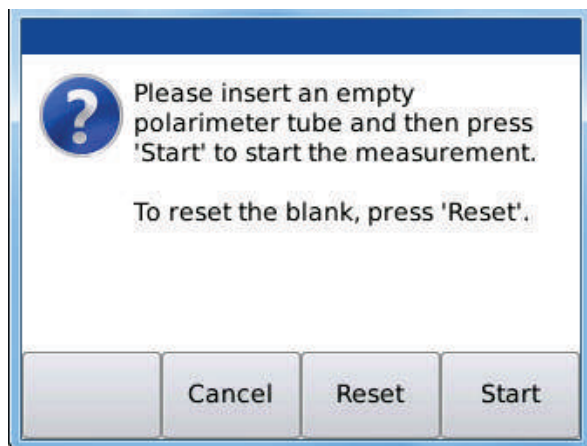 ?
Please insert an empty
polarimeter tube and then press
'Start' to start the measurement.
To reset the blank, press 'Reset'.
Cancel Reset Start